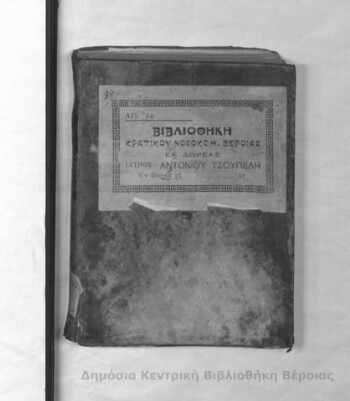 ΒΙΒΛΙΟΘΗΚΗ
ΚΡΑΤΙΚΟΥ ΝΟΣΟΚΟΜ. ΒΕΡΟΙΑΣ
ΕΚ ΔΩΡΕΑΣ
ΙΑΤΡΟΥ ΑΝΤΩΝΙΟΥ ΤΣΟΥΠΕΛΗ
Δημόσια Κεντρική Βιβλιοθήκη Βέροιας